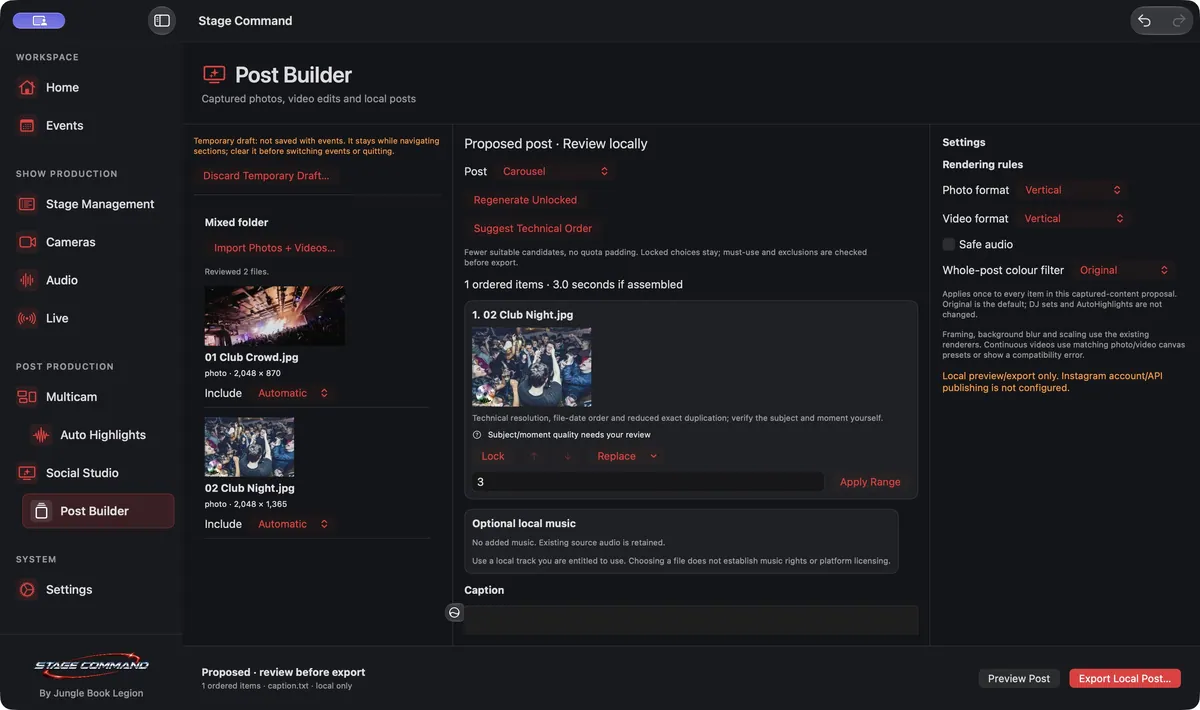 Stage Command
WORKSPACE
Home
Events
SHOW PRODUCTION
Stage Management
Cameras
Audio
Live
POST PRODUCTION
Multicam
Auto Highlights
Social Studio
Post Builder
SYSTEM
Settings
STAGE COMMAND
By Jungle Book Legion
Post Builder
Captured photos, video edits and local posts
Temporary draft: not saved with events. It stays while navigating
sections; clear it before switching events or quitting.
Discard Temporary Draft...
Mixed folder
Import Photos + Videos...
Reviewed 2 files.
01 Club Crowd.jpg
photo · 2,048 × 870
Include Automatic
02 Club Night.jpg
photo · 2,048 × 1,365
Include Automatic
Proposed post · Review locally
Post Carousel
Regenerate Unlocked
Suggest Technical Order
Fewer suitable candidates, no quota padding. Locked choices stay; must-use and exclusions are checked
before export.
1 ordered items · 3.0 seconds if assembled
1. 02 Club Night.jpg
Technical resolution, file-date order and reduced exact duplication; verify the subject and moment yourself.
Subject/moment quality needs your review
Lock ↑ ↓ Replace
3
Apply Range
Optional local music
No added music. Existing source audio is retained.
Use a local track you are entitled to use. Choosing a file does not establish music rights or platform licensing.
Caption
Settings
Rendering rules
Photo format Vertical
Video format Vertical
Safe audio
Whole-post colour filter Original
Applies once to every item in this captured-content proposal.
Original is the default; DJ sets and AutoHighlights are not
changed.
Framing, background blur and scaling use the existing
renderers. Continuous videos use matching photo/video canvas
presets or show a compatibility error.
Local preview/export only. Instagram account/API
publishing is not configured.
Proposed · review before export
1 ordered items · caption.txt · local only
Preview Post
Export Local Post...